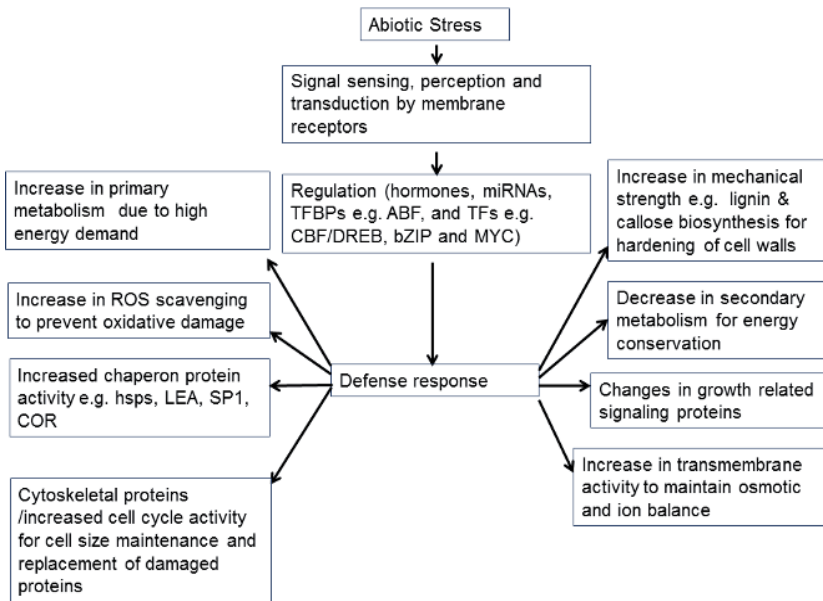 Abiotic Stress
Signal sensing, perception and
transduction by membrane
receptors
Regulation (hormones, miRNAs,
TFBPs e.g. ABF, and TFs e.g.
CBF/DREB, bZIP and MYC)
Defense response
Increase in primary
metabolism due to high
energy demand
Increase in ROS scavenging
to prevent oxidative damage
Increased chaperon protein
activity e.g. hsps, LEA, SP1,
COR
Cytoskeletal proteins
/increased cell cycle activity
for cell size maintenance and
replacement of damaged
proteins
Increase in mechanical
strength e.g. lignin &
callose biosynthesis for
hardening of cell walls
Decrease in secondary
metabolism for energy
conservation
Changes in growth related
signaling proteins
Increase in transmembrane
activity to maintain osmotic
and ion balance